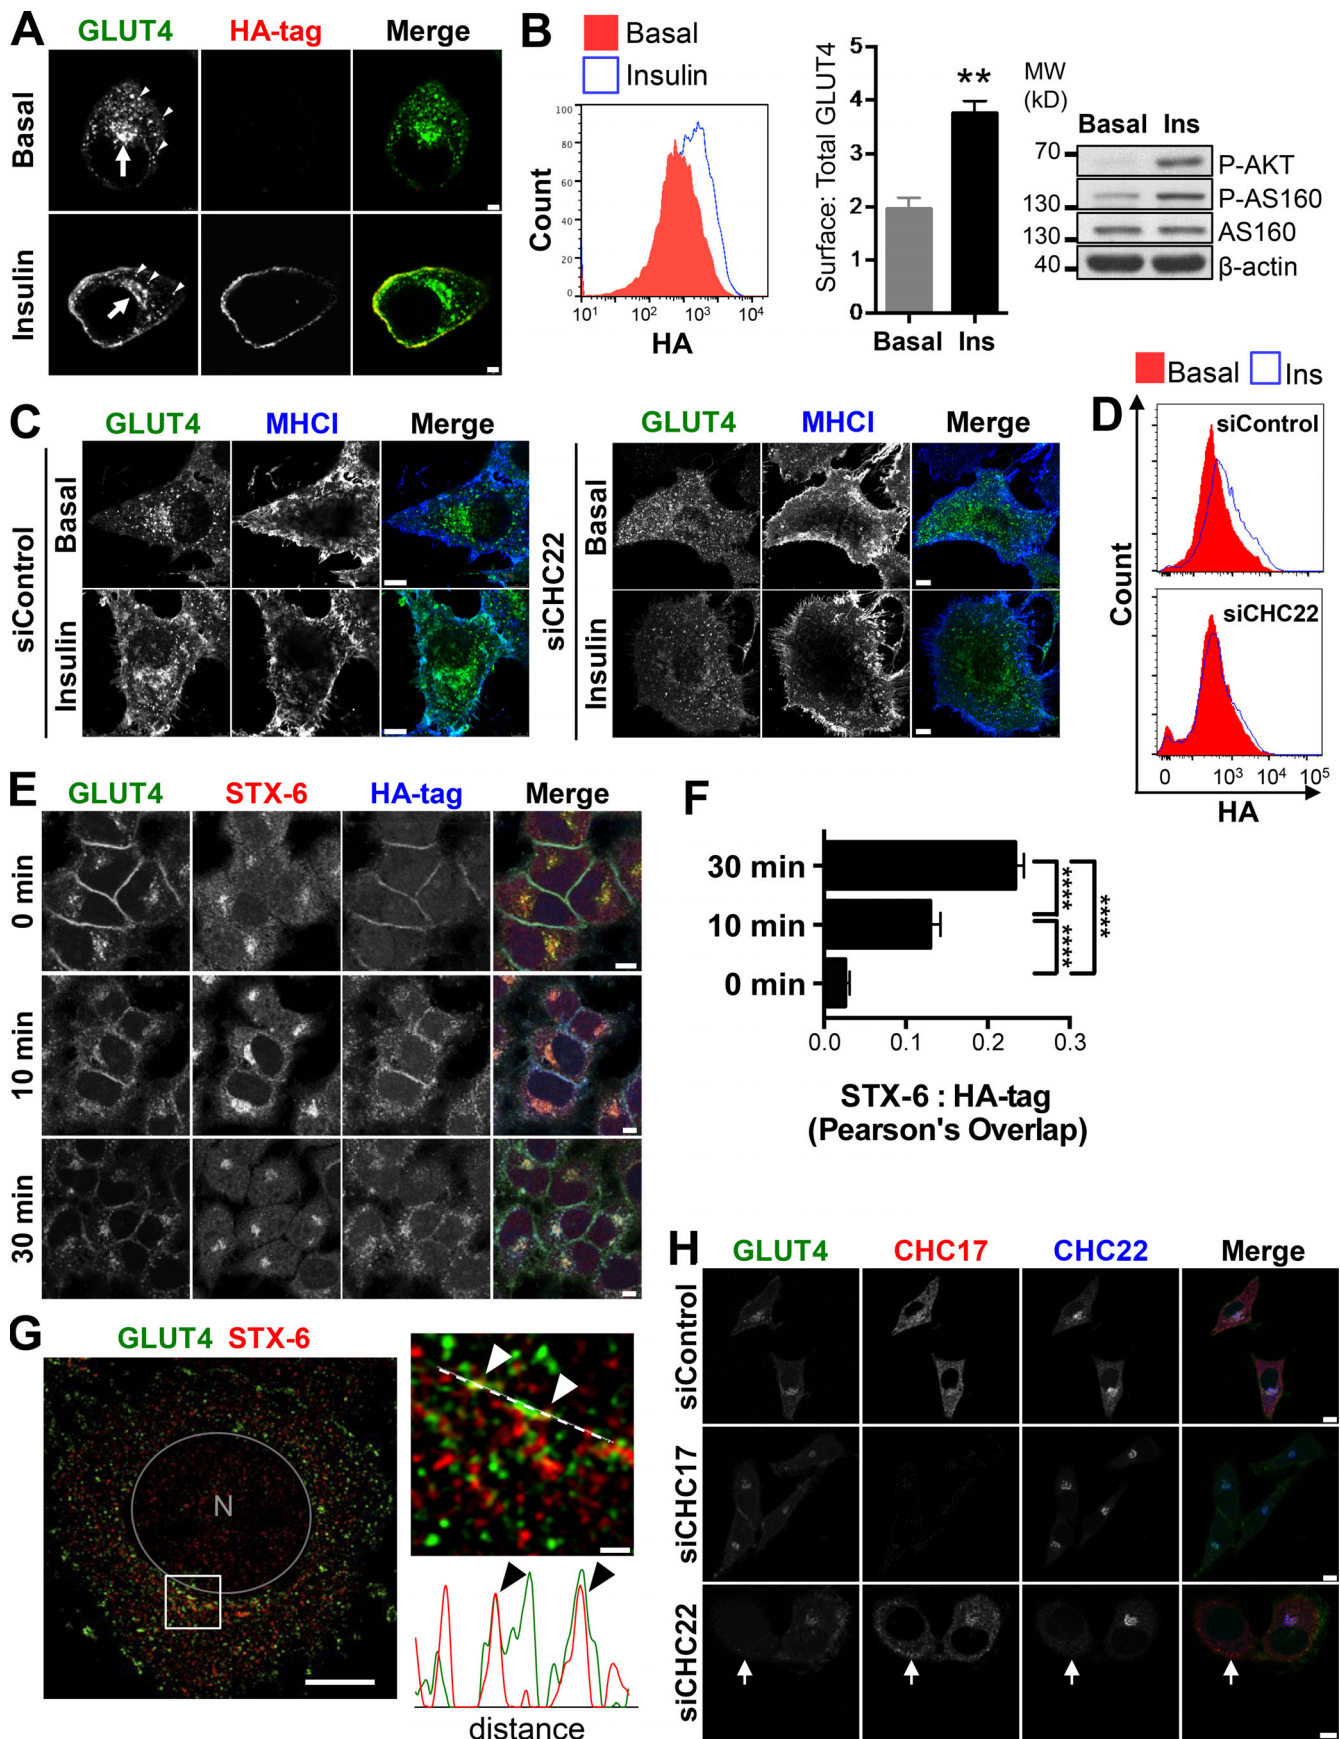 A
GLUT4 HA-tag Merge
Basal
Insulin
B
Basal
Insulin
Count
100
80
60
40
20
0
10¹ 10² 10³ 10⁴
HA
Surface: Total GLUT4
5
4
3
2
1
0
**
Basal Ins
MW
(kD)
Basal Ins
70 P-AKT
130 P-AS160
130 AS160
40 β-actin
C
GLUT4 MHCI Merge
siControl
Basal
Insulin
GLUT4 MHCI Merge
siCHC22
Basal
Insulin
Basal Ins
D
siControl
siCHC22
Count
0 10³ 10⁴ 10⁵
HA
E
GLUT4 STX-6 HA-tag Merge
0 min
10 min
30 min
F
30 min
10 min
0 min
****
****
****
0.0 0.1 0.2 0.3
STX-6 : HA-tag
(Pearson's Overlap)
G
GLUT4 STX-6
N
distance
H
GLUT4 CHC17 CHC22 Merge
siControl
siCHC17
siCHC22